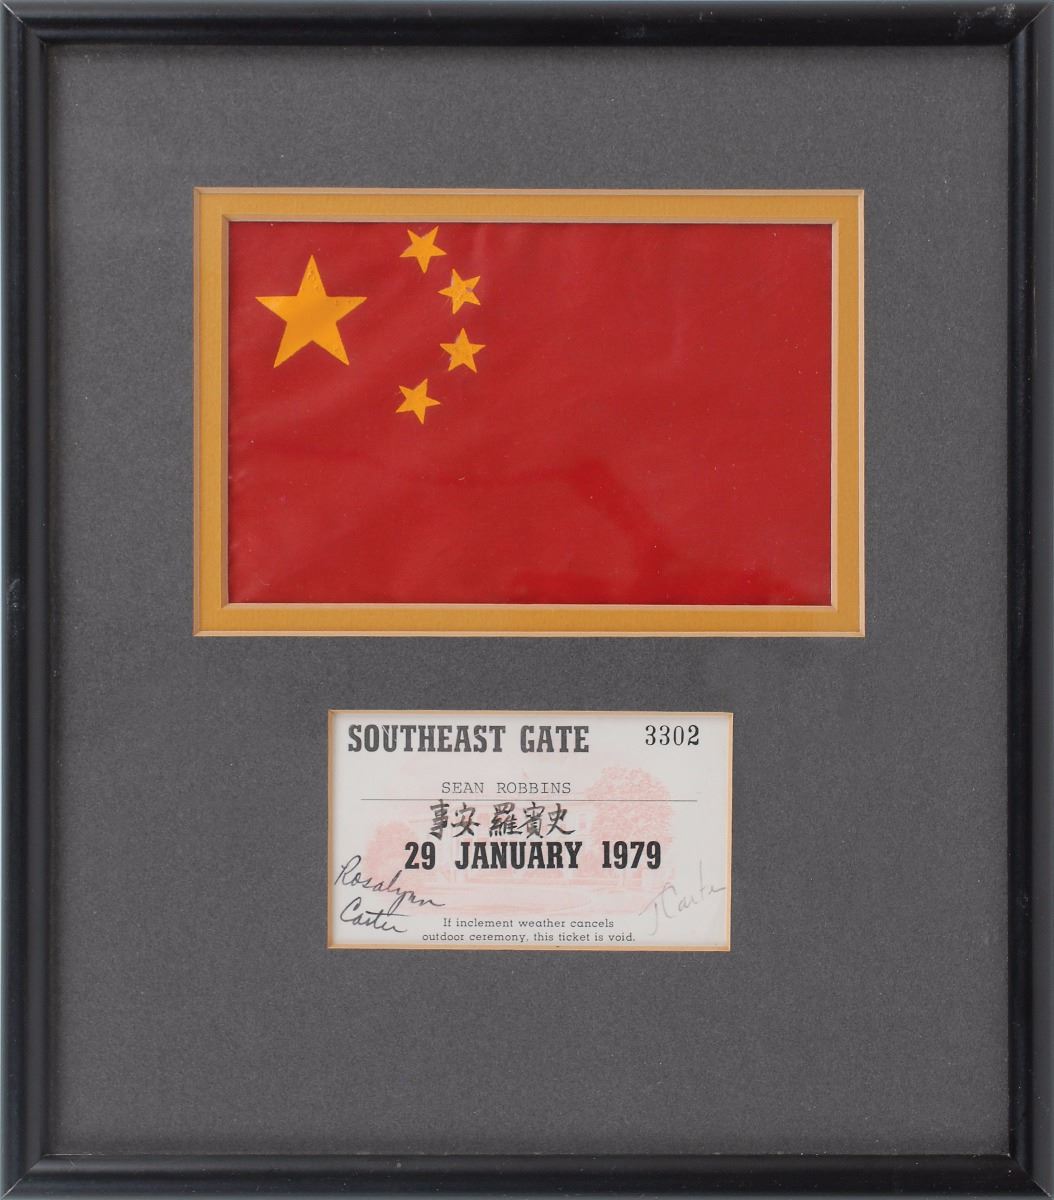 SOUTHEAST GATE 3302
SEAN ROBBINS
事安 羅賓史
29 JANUARY 1979
Rosalynn
Carter
J Carter
If inclement weather cancels
outdoor ceremony, this ticket is void.